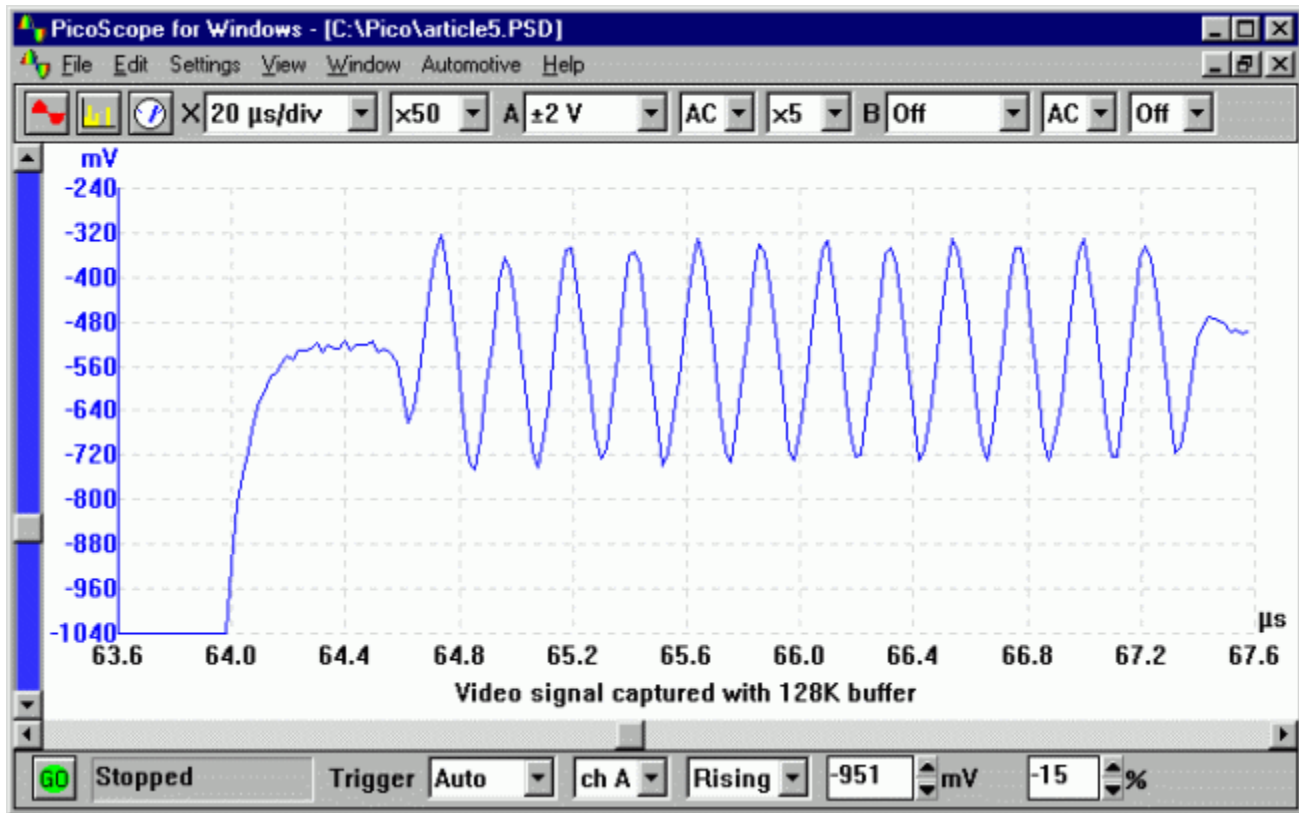 PicoScope for Windows - [C:\Pico\article5.PSD]
File Edit Settings View Window Automotive Help
X 20 µs/div x50 A ±2 V AC x5 B Off AC Off
mV
-240
-320
-400
-480
-560
-640
-720
-800
-880
-960
-1040
µs
63.6 64.0 64.4 64.8 65.2 65.6 66.0 66.4 66.8 67.2 67.6
Video signal captured with 128K buffer
GO Stopped Trigger Auto ch A Rising -951 mV -15 %